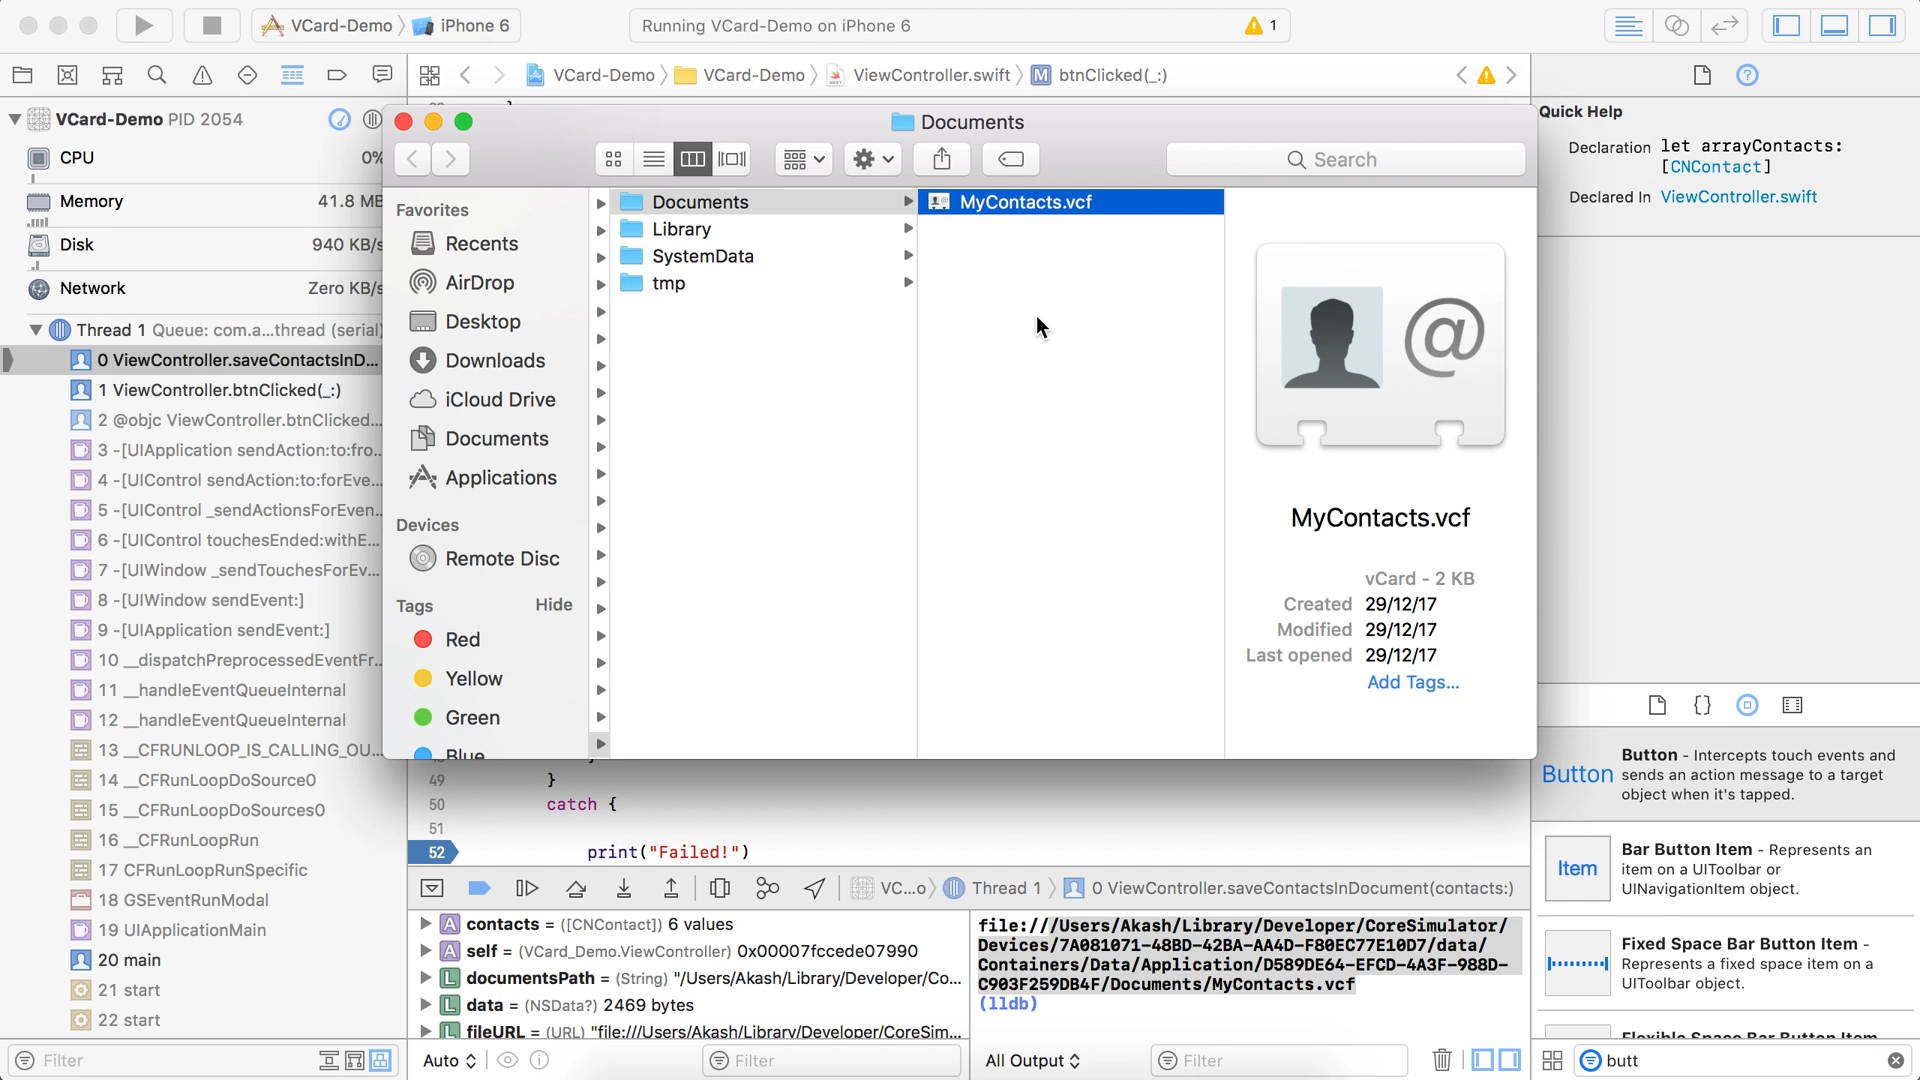 VCard-Demo
iPhone 6
Running VCard-Demo on iPhone 6
1
VCard-Demo
VCard-Demo
ViewController.swift
M btnClicked(_:)
VCard-Demo PID 2054
CPU 0%
Memory 41.8 MB
Disk 940 KB/s
Network Zero KB/s
Thread 1 Queue: com.a...thread (serial)
0 ViewController.saveContactsInD...
1 ViewController.btnClicked(_:)
2 @objc ViewController.btnClicked...
3 -[UIApplication sendAction:to:fro...
4 -[UIControl sendAction:to:forEve...
5 -[UIControl _sendActionsForEven...
6 -[UIControl touchesEnded:withE...
7 -[UIWindow _sendTouchesForEv...
8 -[UIWindow sendEvent:]
9 -[UIApplication sendEvent:]
10 __dispatchPreprocessedEventFr...
11 __handleEventQueueInternal
12 __handleEventQueueInternal
13 __CFRUNLOOP_IS_CALLING_OU...
14 __CFRunLoopDoSource0
15 __CFRunLoopDoSources0
16 __CFRunLoopRun
17 CFRunLoopRunSpecific
18 GSEventRunModal
19 UIApplicationMain
20 main
21 start
22 start
Filter
Documents
Search
Favorites
Recents
AirDrop
Desktop
Downloads
iCloud Drive
Documents
Applications
Devices
Remote Disc
Tags Hide
Red
Yellow
Green
Blue
Documents
Library
SystemData
tmp
MyContacts.vcf
@
MyContacts.vcf
vCard - 2 KB
Created 29/12/17
Modified 29/12/17
Last opened 29/12/17
Add Tags...
49 }
50 catch {
51
52 print("Failed!")
VC...o
Thread 1
0 ViewController.saveContactsInDocument(contacts:)
A contacts = ([CNContact]) 6 values
A self = (VCard_Demo.ViewController) 0x00007fccede07990
L documentsPath = (String) "/Users/Akash/Library/Developer/Co...
L data = (NSData?) 2469 bytes
L fileURL = (URL) "file:///Users/Akash/Library/Developer/CoreSim...
Auto
Filter
file:///Users/Akash/Library/Developer/CoreSimulator/
Devices/7A081071-48BD-42BA-AA4D-F80EC77E10D7/data/
Containers/Data/Application/D589DE64-EFCD-4A3F-988D-
C903F259DB4F/Documents/MyContacts.vcf
(lldb)
All Output
Filter
Quick Help
Declaration let arrayContacts:
[CNContact]
Declared In ViewController.swift
{}
Button
Button - Intercepts touch events and
sends an action message to a target
object when it's tapped.
Item
Bar Button Item - Represents an
item on a UIToolbar or
UINavigationItem object.
Fixed Space Bar Button Item -
Represents a fixed space item on a
UIToolbar object.
Flexible Space Bar Button Item
butt